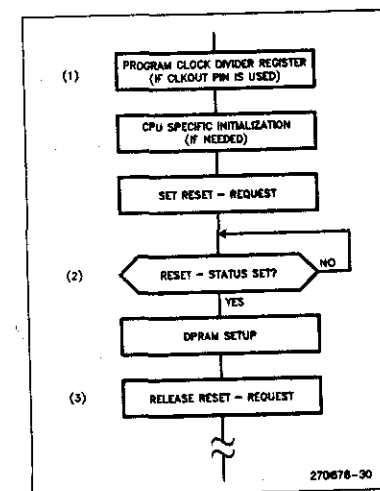 (1)
PROGRAM CLOCK DIVIDER REGISTER
(IF CLKOUT PIN IS USED)
CPU SPECIFIC INITIALIZATION
(IF NEEDED)
SET RESET - REQUEST
(2)
RESET - STATUS SET?
NO
YES
DPRAM SETUP
(3)
RELEASE RESET - REQUEST
270678-30